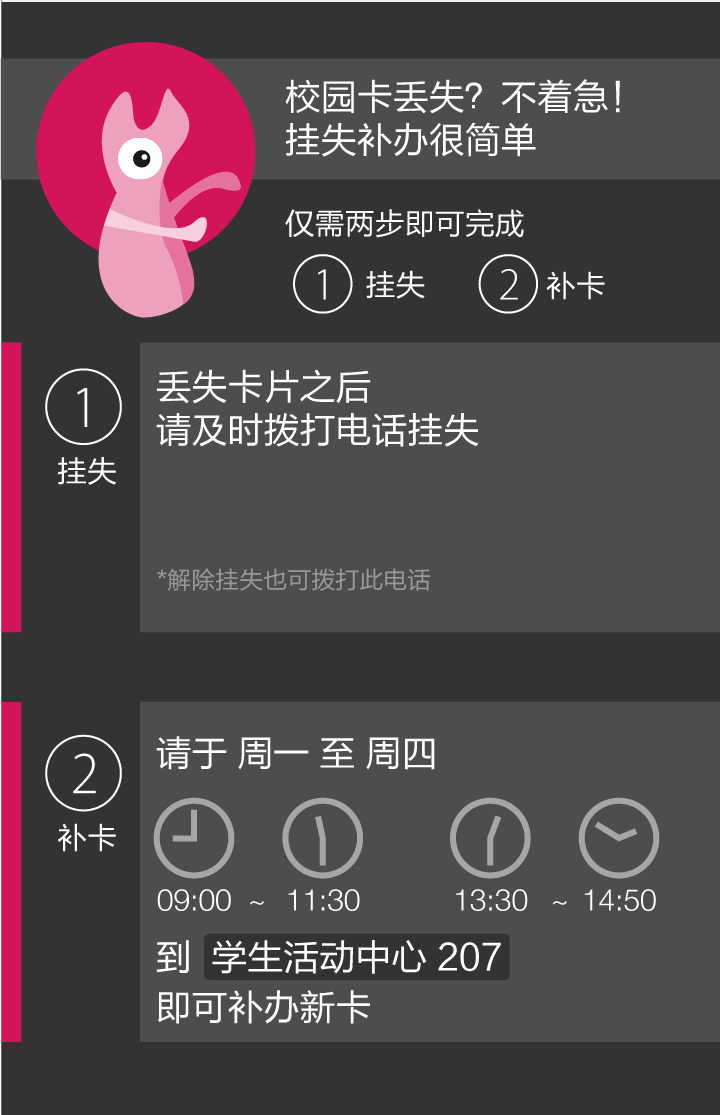 校园卡丢失？不着急！
挂失补办很简单
仅需两步即可完成
1 挂失 2 补卡
1
挂失
丢失卡片之后
请及时拨打电话挂失
*解除挂失也可拨打此电话
2
补卡
请于 周一 至 周四
09:00 ~ 11:30 13:30 ~ 14:50
到 学生活动中心 207
即可补办新卡